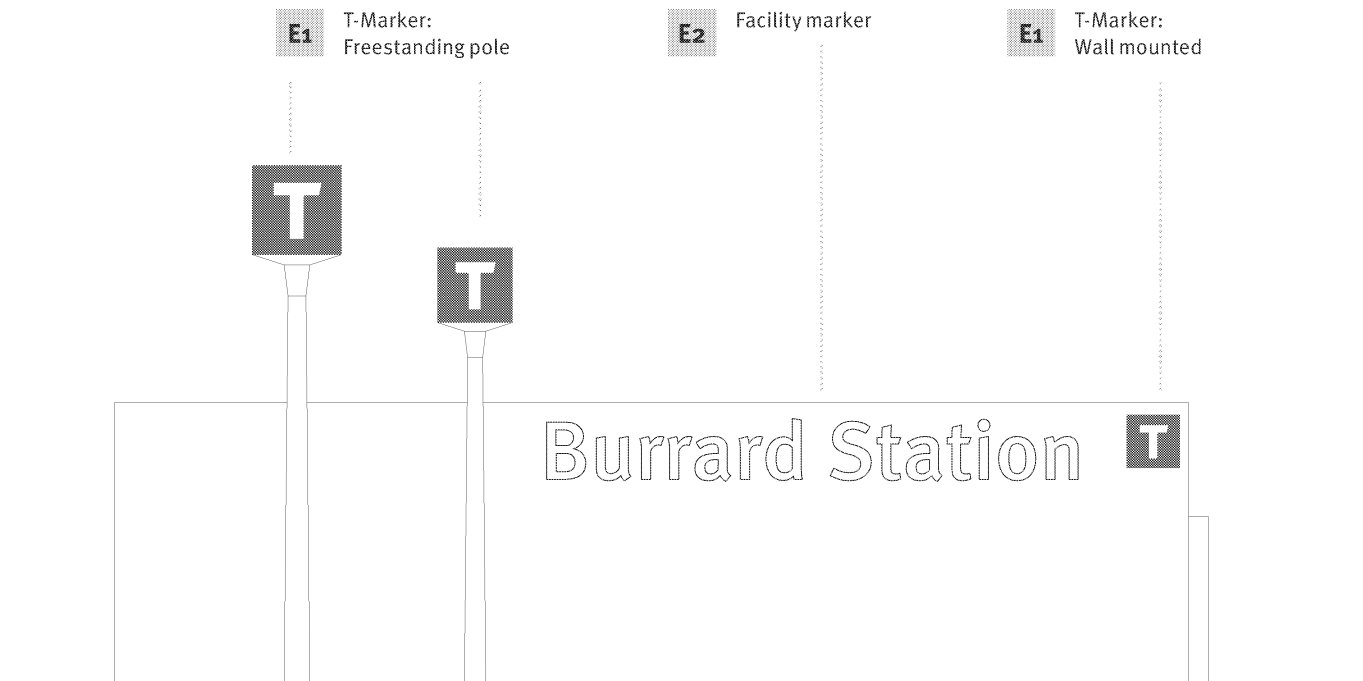 E1
T-Marker:
Freestanding pole
E2
Facility marker
E1
T-Marker:
Wall mounted
T
T
Burrard Station
T